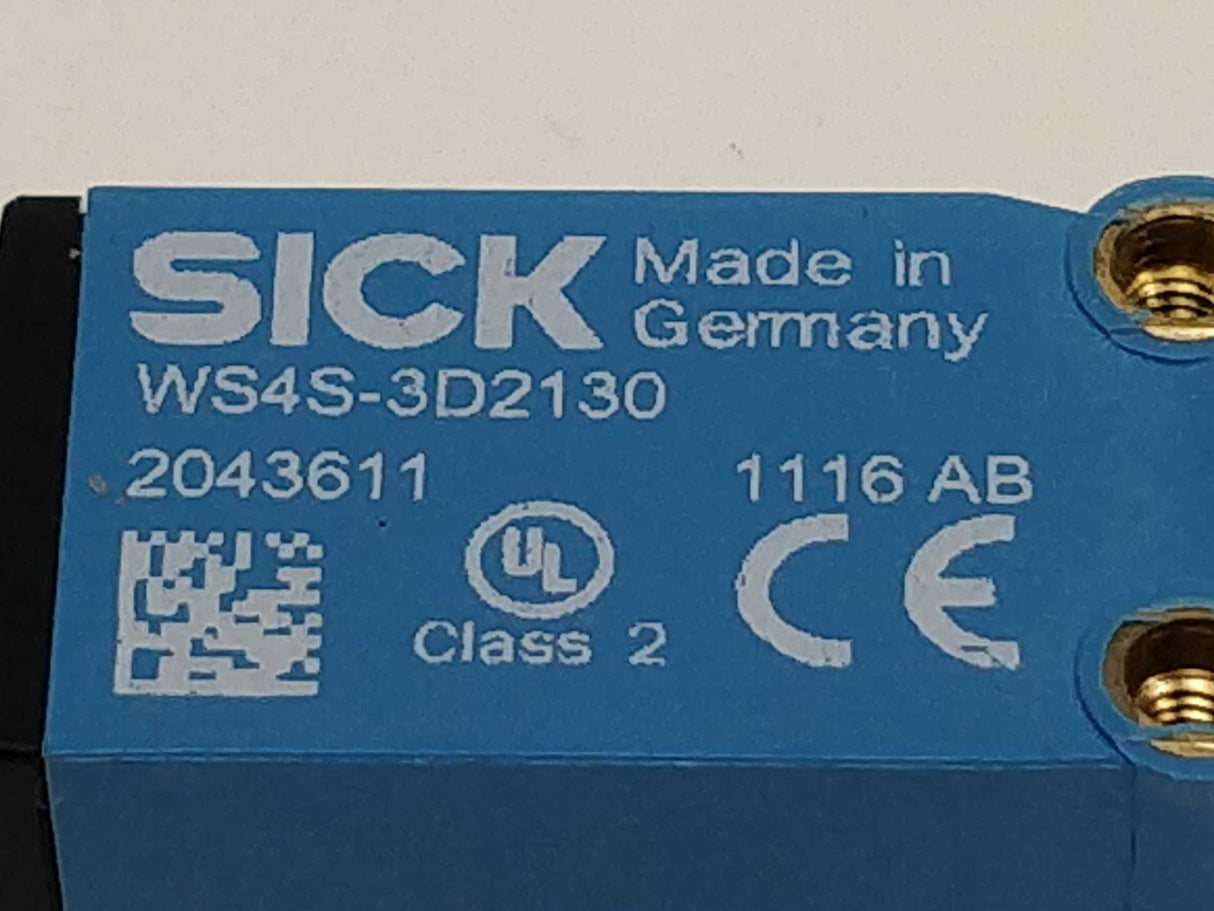 SICK Made in
Germany
WS4S-3D2130
2043611 1116 AB
UL CE
Class 2